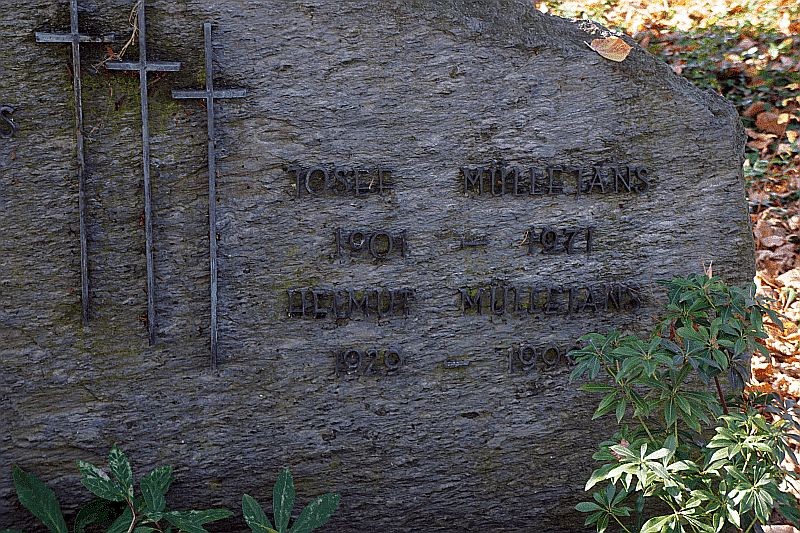 JOSEF MÜLLEJANS
1901 – 1971
HELMUT MÜLLEJANS
1929 –